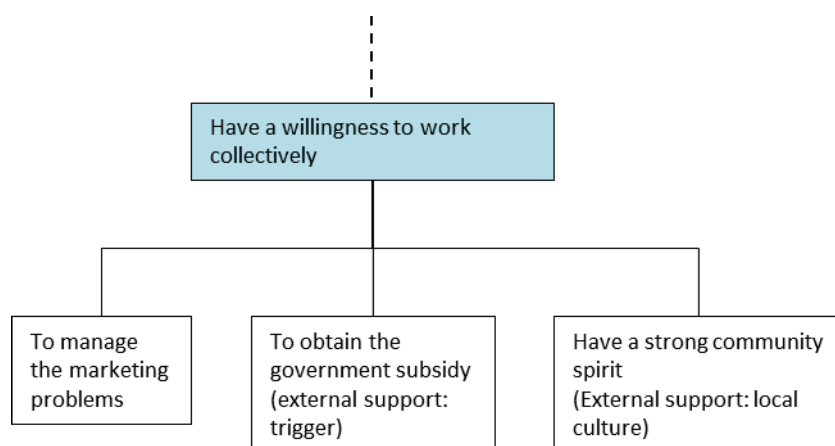 Have a willingness to work
collectively
To manage
the marketing
problems
To obtain the
government subsidy
(external support:
trigger)
Have a strong community
spirit
(External support: local
culture)